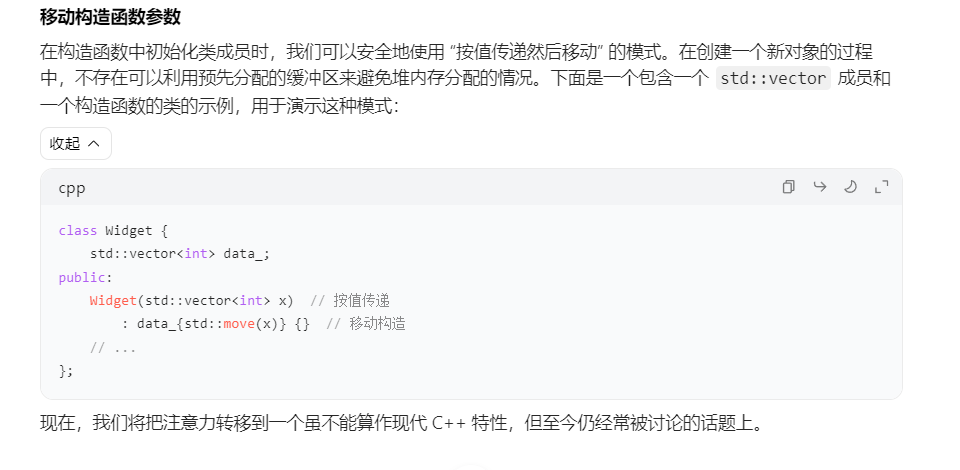 移动构造函数参数
在构造函数中初始化类成员时，我们可以安全地使用 “按值传递然后移动” 的模式。在创建一个新对象的过程
中，不存在可以利用预先分配的缓冲区来避免堆内存分配的情况。下面是一个包含一个 std::vector 成员和
一个构造函数的类的示例，用于演示这种模式：
收起
cpp
class Widget {
    std::vector<int> data_;
public:
    Widget(std::vector<int> x)  // 按值传递
        : data_{std::move(x)} {}  // 移动构造
    // ...
};
现在，我们将把注意力转移到一个虽不能算作现代 C++ 特性，但至今仍经常被讨论的话题上。